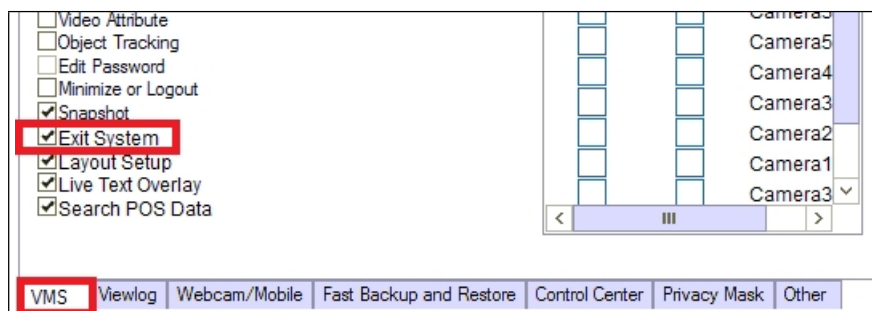 Video Attribute
Object Tracking
Edit Password
Minimize or Logout
Snapshot
Exit System
Layout Setup
Live Text Overlay
Search POS Data
Camera5
Camera4
Camera3
Camera2
Camera1
Camera3
VMS Viewlog Webcam/Mobile Fast Backup and Restore Control Center Privacy Mask Other